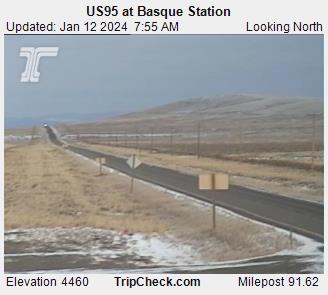 US95 at Basque Station
Updated: Jan 12 2024 7:55 AM Looking North
Elevation 4460 TripCheck.com Milepost 91.62